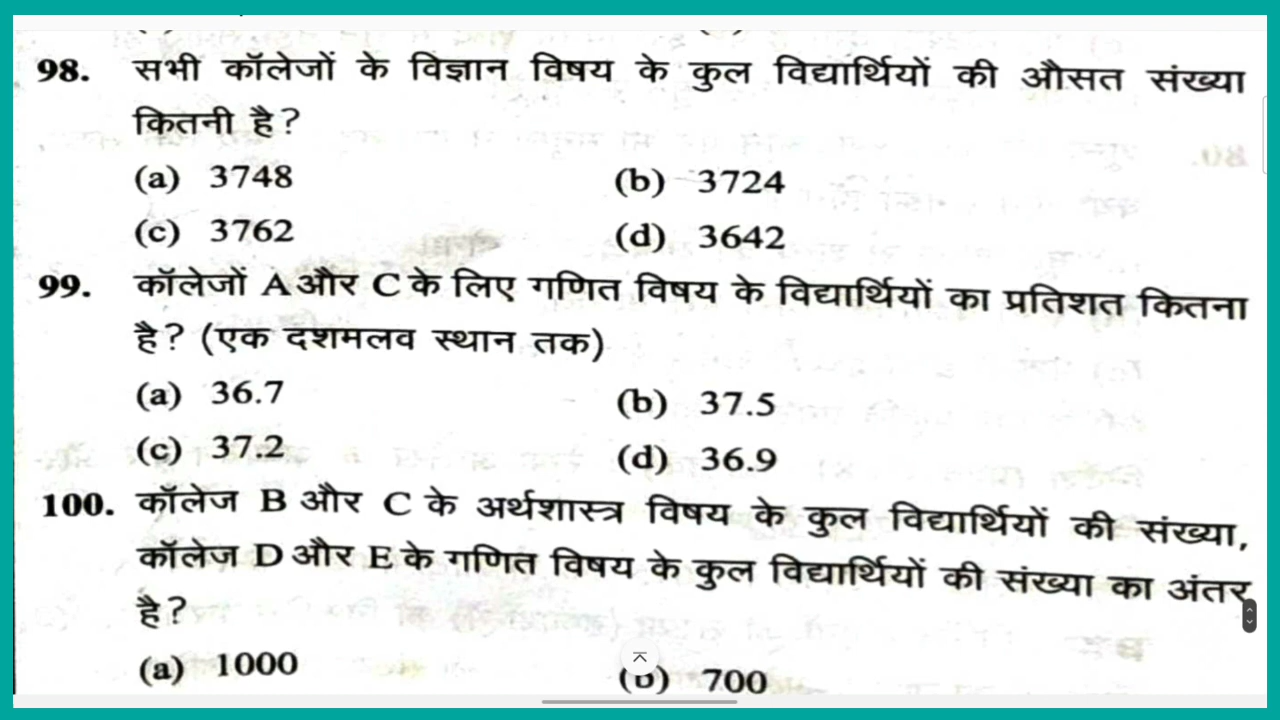 98. सभी कॉलेजों के विज्ञान विषय के कुल विद्यार्थियों की औसत संख्या
कितनी है?
(a) 3748 (b) 3724
(c) 3762 (d) 3642
99. कॉलेजों A और C के लिए गणित विषय के विद्यार्थियों का प्रतिशत कितना
है? (एक दशमलव स्थान तक)
(a) 36.7 (b) 37.5
(c) 37.2 (d) 36.9
100. कॉलेज B और C के अर्थशास्त्र विषय के कुल विद्यार्थियों की संख्या,
कॉलेज D और E के गणित विषय के कुल विद्यार्थियों की संख्या का अंतर
है?
(a) 1000 (b) 700